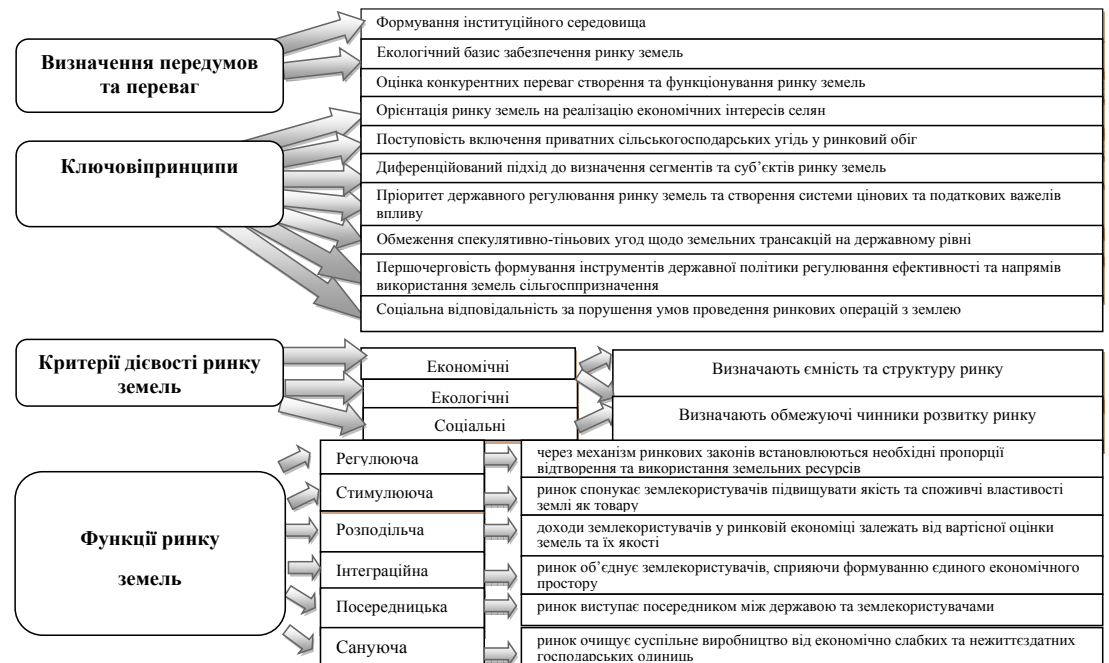 Визначення передумов
та переваг
Формування інституційного середовища
Екологічний базис забезпечення ринку земель
Оцінка конкурентних переваг створення та функціонування ринку земель
Ключовіпринципи
Орієнтація ринку земель на реалізацію економічних інтересів селян
Поступовість включення приватних сільськогосподарських угідь у ринковий обіг
Диференційований підхід до визначення сегментів та суб’єктів ринку земель
Пріоритет державного регулювання ринку земель та створення системи цінових та податкових важелів
впливу
Обмеження спекулятивно-тіньових угод щодо земельних трансакцій на державному рівні
Першочерговість формування інструментів державної політики регулювання ефективності та напрямів
використання земель сільгосппризначення
Соціальна відповідальність за порушення умов проведення ринкових операцій з землею
Критерії дієвості ринку
земель
Економічні
Екологічні
Соціальні
Визначають ємність та структуру ринку
Визначають обмежуючі чинники розвитку ринку
Функції ринку
земель
Регулююча
через механізм ринкових законів встановлюються необхідні пропорції
відтворення та використання земельних ресурсів
Стимулююча
ринок спонукає землекористувачів підвищувати якість та споживчі властивості
землі як товару
Розподільча
доходи землекористувачів у ринковій економіці залежать від вартісної оцінки
земель та їх якості
Інтеграційна
ринок об’єднує землекористувачів, сприяючи формуванню єдиного економічного
простору
Посередницька
ринок виступає посередником між державою та землекористувачами
Сануюча
ринок очищує суспільне виробництво від економічно слабких та нежиттєздатних
господарських одиниць